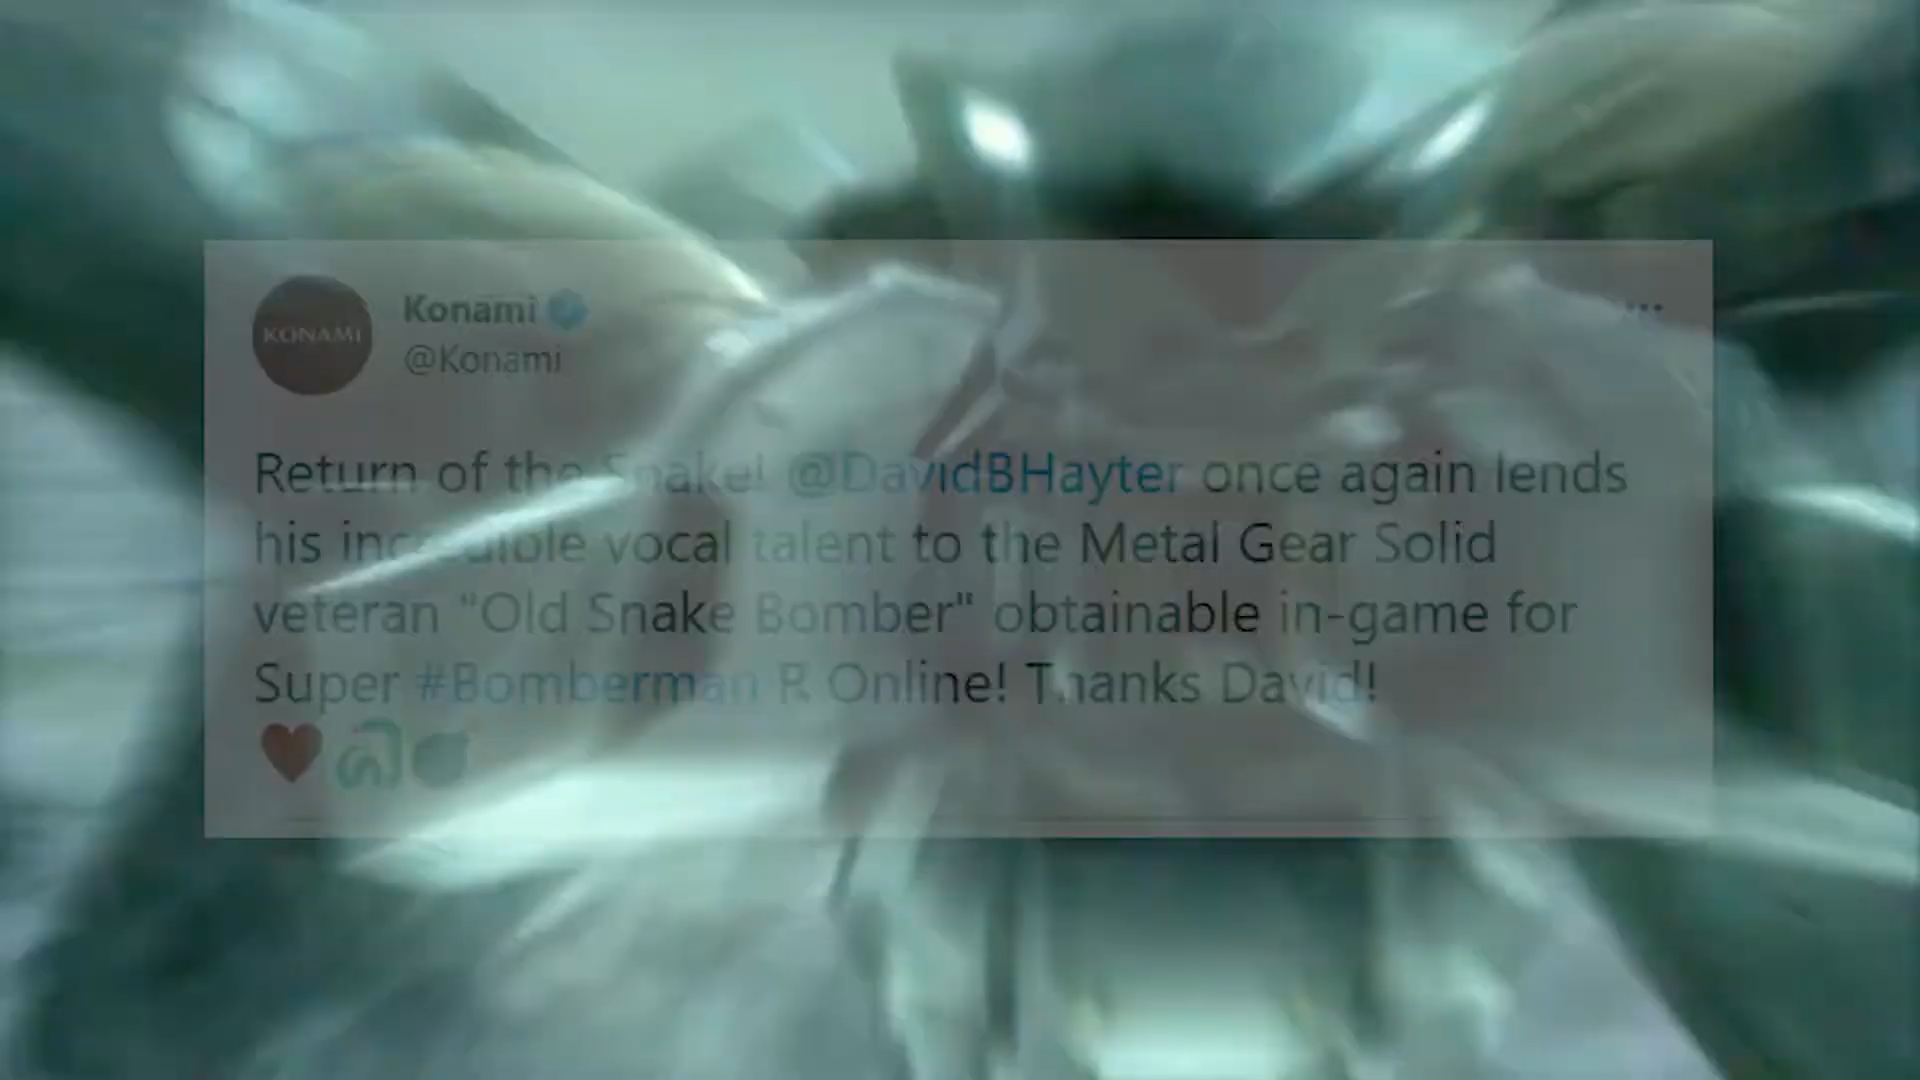 KONAMI
Konami
@Konami
Return of the Snake! @DavidBHayter once again lends
his incredible vocal talent to the Metal Gear Solid
veteran "Old Snake Bomber" obtainable in-game for
Super #Bomberman R Online! Thanks David!